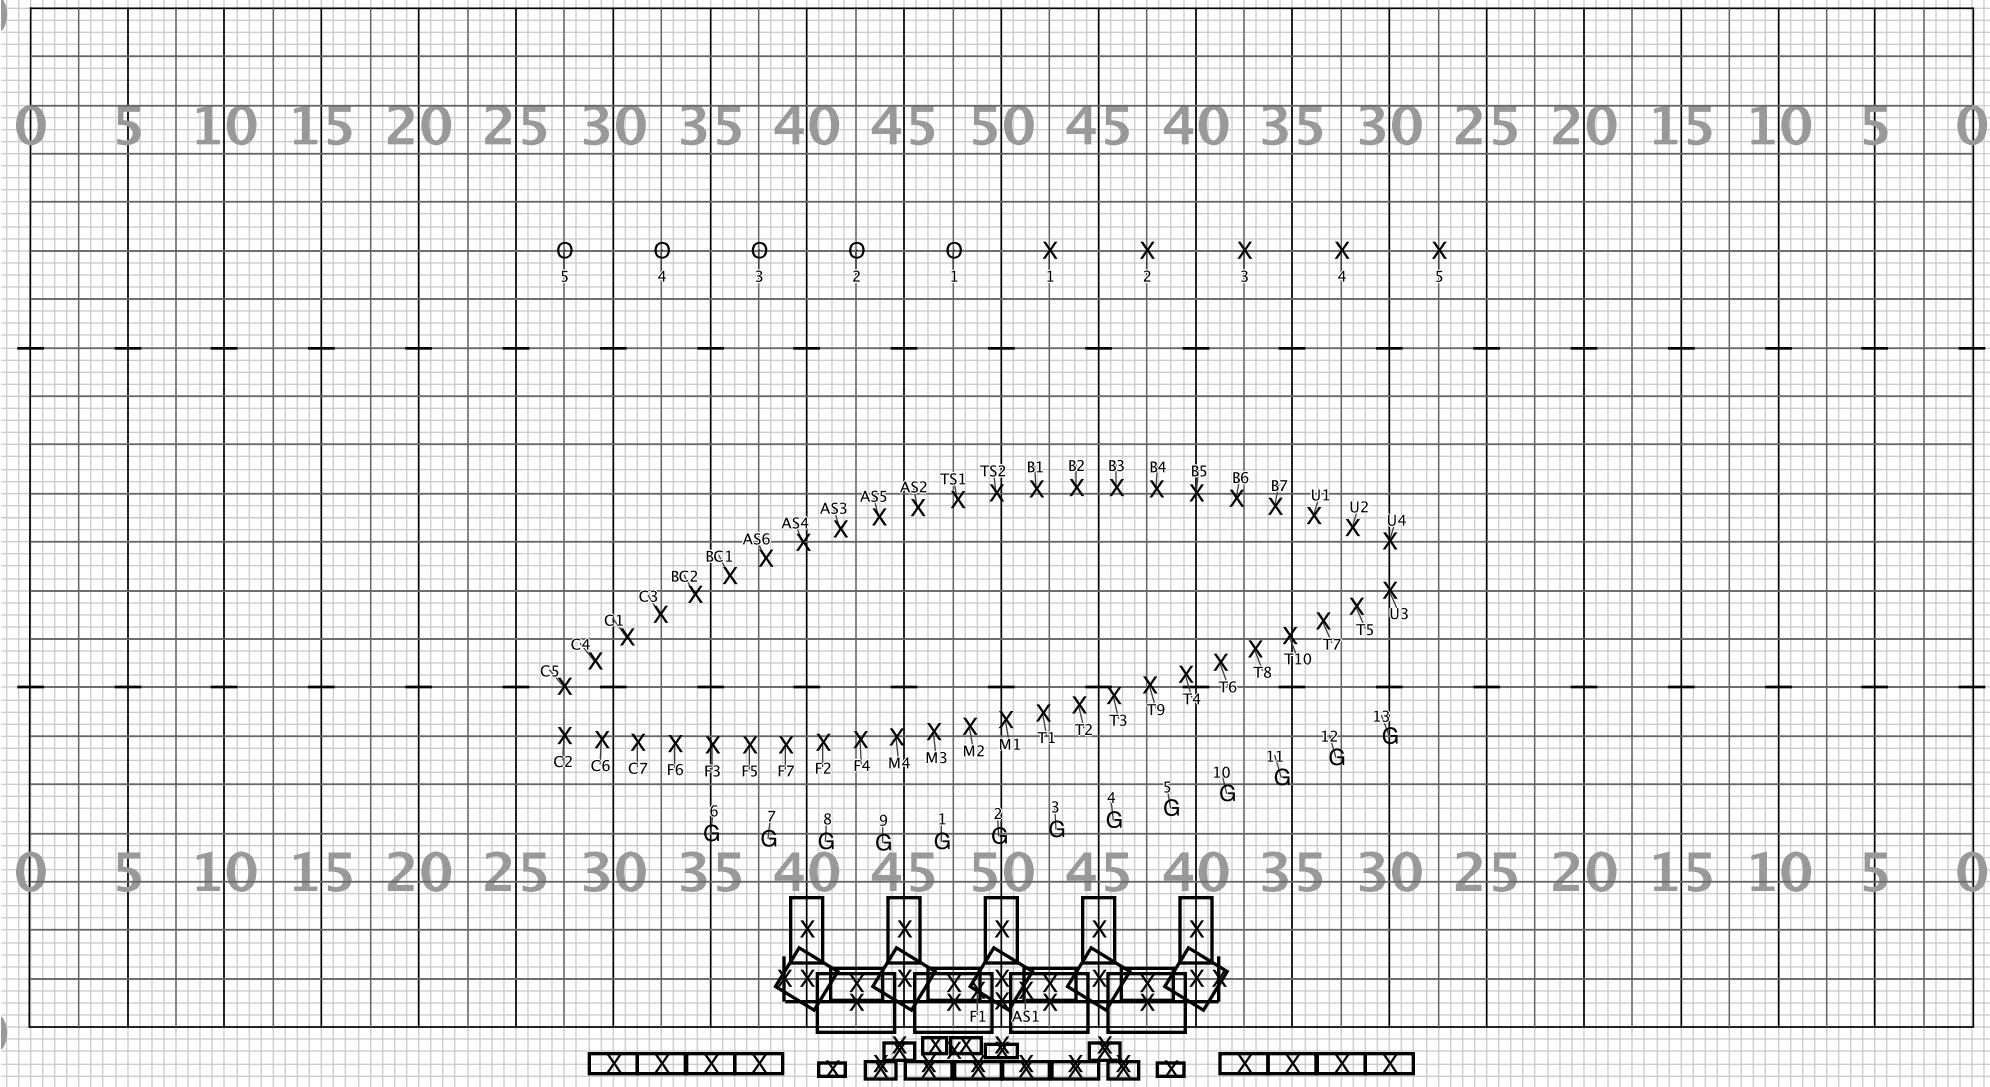 0 5 10 15 20 25 30 35 40 45 50 45 40 35 30 25 20 15 10 5 0
O O O O O X X X X X
5 4 3 2 1 1 2 3 4 5
TS2 B1 B2 B3 B4 B5
AS5 AS2 TS1 B6 B7
AS4 AS3 U1 U2 U4
BC1 AS6
BC2
C3
C1 U3
C4 T7 T5
C5 T8 T10
T4 T6
T3 T9
C2 C6 C7 F6 F3 F5 F7 F2 F4 M4 M3 M2 M1 T1 T2
13
12
11
10
5
4
6 7 8 9 1 2 3
G G G G G G G G G G G G G
0 5 10 15 20 25 30 35 40 45 50 45 40 35 30 25 20 15 10 5 0
F1 AS1